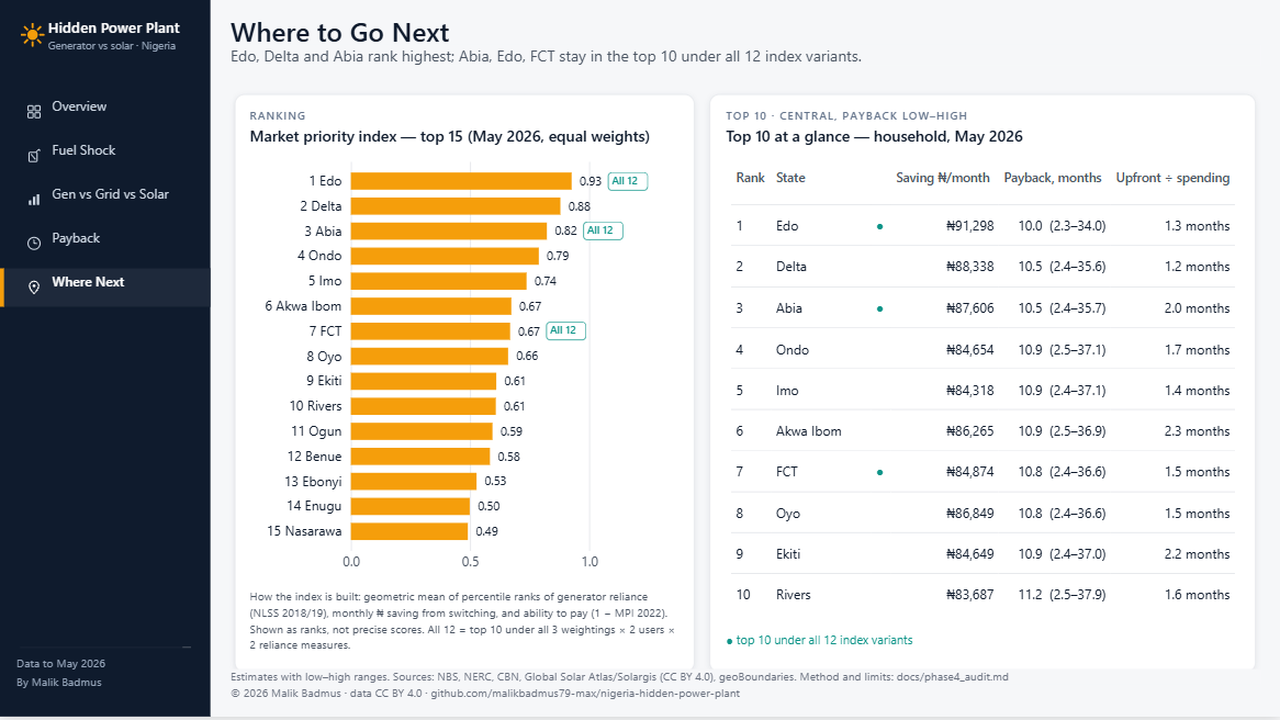 Hidden Power Plant
Generator vs solar · Nigeria
Overview
Fuel Shock
Gen vs Grid vs Solar
Payback
Where Next
Data to May 2026
By Malik Badmus
Where to Go Next
Edo, Delta and Abia rank highest; Abia, Edo, FCT stay in the top 10 under all 12 index variants.
RANKING
Market priority index — top 15 (May 2026, equal weights)
1 Edo 0.93 All 12
2 Delta 0.88
3 Abia 0.82 All 12
4 Ondo 0.79
5 Imo 0.74
6 Akwa Ibom 0.67
7 FCT 0.67 All 12
8 Oyo 0.66
9 Ekiti 0.61
10 Rivers 0.61
11 Ogun 0.59
12 Benue 0.58
13 Ebonyi 0.53
14 Enugu 0.50
15 Nasarawa 0.49
0.0 0.5 1.0
How the index is built: geometric mean of percentile ranks of generator reliance
(NLSS 2018/19), monthly ₦ saving from switching, and ability to pay (1 − MPI 2022).
Shown as ranks, not precise scores. All 12 = top 10 under all 3 weightings × 2 users ×
2 reliance measures.
TOP 10 · CENTRAL, PAYBACK LOW–HIGH
Top 10 at a glance — household, May 2026
Rank State Saving ₦/month Payback, months Upfront ÷ spending
1 Edo ● ₦91,298 10.0 (2.3–34.0) 1.3 months
2 Delta ₦88,338 10.5 (2.4–35.6) 1.2 months
3 Abia ● ₦87,606 10.5 (2.4–35.7) 2.0 months
4 Ondo ₦84,654 10.9 (2.5–37.1) 1.7 months
5 Imo ₦84,318 10.9 (2.4–37.1) 1.4 months
6 Akwa Ibom ₦86,265 10.9 (2.5–36.9) 2.3 months
7 FCT ● ₦84,874 10.8 (2.4–36.6) 1.5 months
8 Oyo ₦86,849 10.8 (2.4–36.6) 1.5 months
9 Ekiti ₦84,649 10.9 (2.4–37.0) 2.2 months
10 Rivers ₦83,687 11.2 (2.5–37.9) 1.6 months
● top 10 under all 12 index variants
Estimates with low–high ranges. Sources: NBS, NERC, CBN, Global Solar Atlas/Solargis (CC BY 4.0), geoBoundaries. Method and limits: docs/phase4_audit.md
© 2026 Malik Badmus · data CC BY 4.0 · github.com/malikbadmus79-max/nigeria-hidden-power-plant